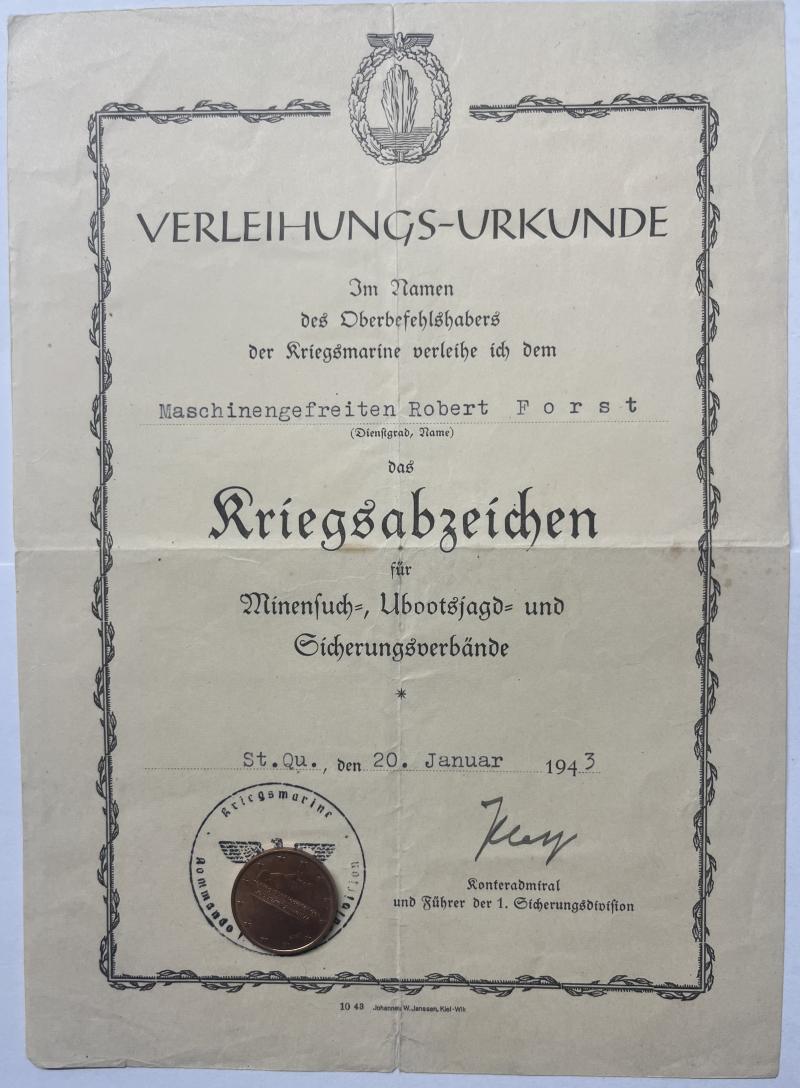 VERLEIHUNGS-URKUNDE
Im Namen
des Oberbefehlshabers
der Kriegsmarine verleihe ich dem
Maschinengefreiten Robert Forst
(Dienstgrad, Name)
das
Kriegsabzeichen
für
Minensuch-, Ubootsjagd- und
Sicherungsverbände
*
St.Qu., den 20. Januar 1943
Kriegsmarine
Kommando
Konteradmiral
und Führer der 1. Sicherungsdivision
10 43 Johannes W. Janssen, Kiel-Wik